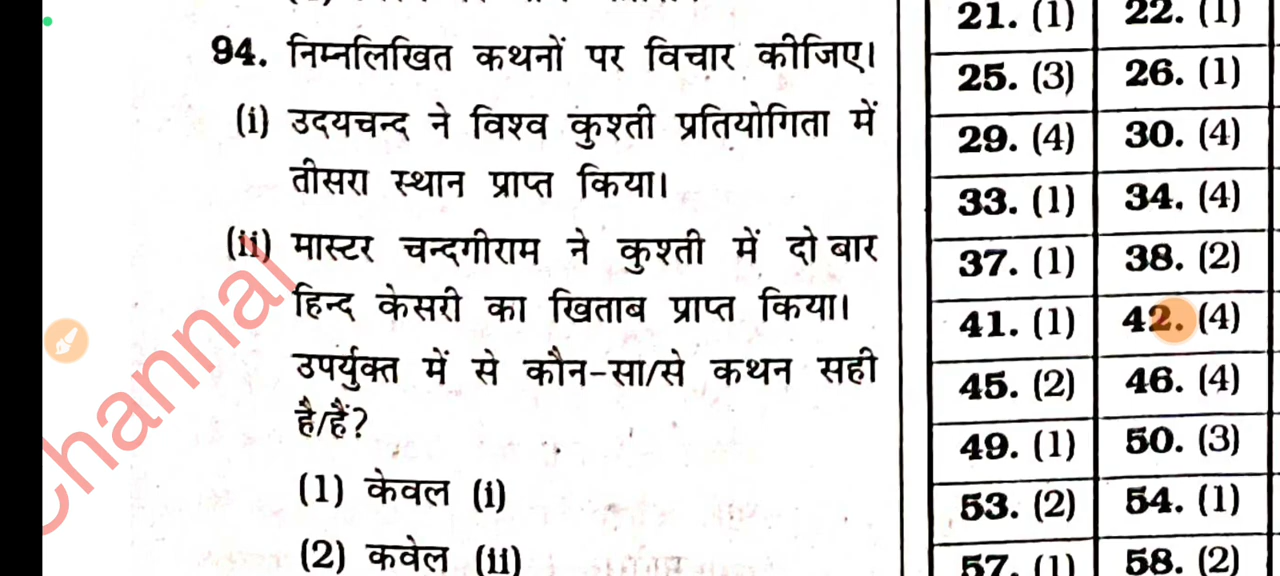 94. निम्नलिखित कथनों पर विचार कीजिए।
(i) उदयचन्द ने विश्व कुश्ती प्रतियोगिता में
तीसरा स्थान प्राप्त किया।
(ii) मास्टर चन्दगीराम ने कुश्ती में दो बार
हिन्द केसरी का खिताब प्राप्त किया।
उपर्युक्त में से कौन-सा/से कथन सही
है/हैं?
(1) केवल (i)
(2) कवेल (ii)
21. (1) 22. (1)
25. (3) 26. (1)
29. (4) 30. (4)
33. (1) 34. (4)
37. (1) 38. (2)
41. (1) 42. (4)
45. (2) 46. (4)
49. (1) 50. (3)
53. (2) 54. (1)
57. (1) 58. (2)
hannal